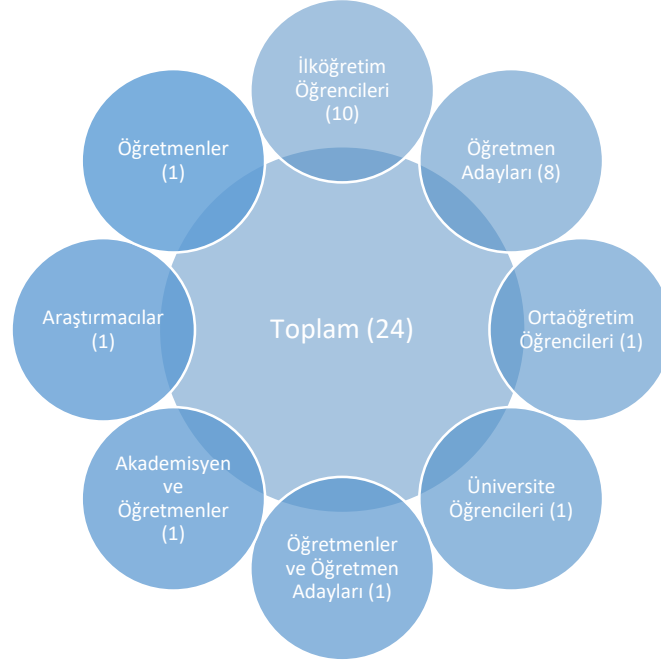 İlköğretim
Öğrencileri
(10)
Öğretmen
Adayları (8)
Ortaöğretim
Öğrencileri (1)
Üniversite
Öğrencileri (1)
Öğretmenler
ve Öğretmen
Adayları (1)
Akademisyen
ve
Öğretmenler
(1)
Araştırmacılar
(1)
Öğretmenler
(1)
Toplam (24)